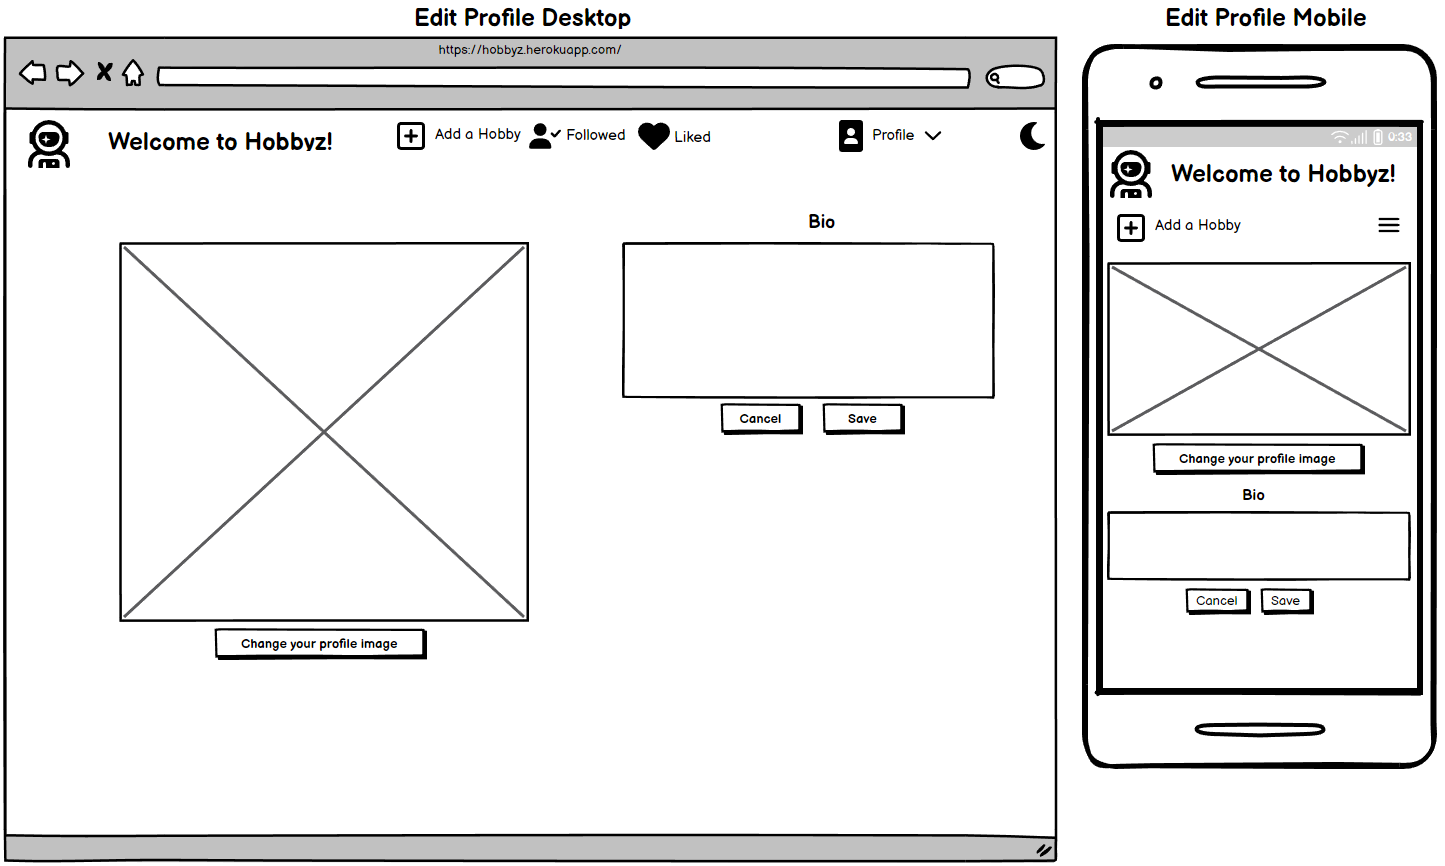 Edit Profile Desktop
https://hobbyz.herokuapp.com/
Welcome to Hobbyz!
Add a Hobby
Followed
Liked
Profile
Bio
Cancel
Save
Change your profile image
Edit Profile Mobile
0:33
Welcome to Hobbyz!
Add a Hobby
Change your profile image
Bio
Cancel
Save